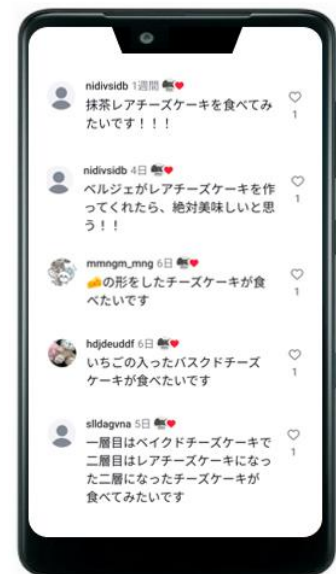 nidivsidb 1週間
抹茶レアチーズケーキを食べてみ
たいです！！！
1
nidivsidb 4日
ベルジェがレアチーズケーキを作
ってくれたら、絶対美味しいと思
う！！
1
mmngm_mng 6日
🧀の形をしたチーズケーキが食
べたいです
1
hdjdeuddf 6日
いちごの入ったバスクドチーズ
ケーキが食べたいです
1
slldagvna 5日
一層目はベイクドチーズケーキで
二層目はレアチーズケーキになっ
た二層になったチーズケーキが
食べてみたいです
1